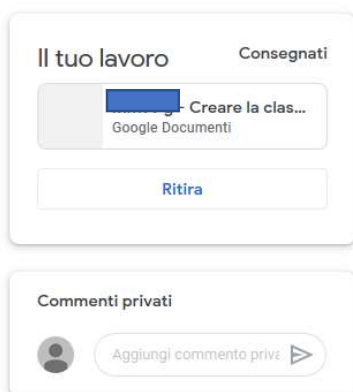 Il tuo lavoro
Consegnati
- Creare la clas...
Google Documenti
Ritira
Commenti privati
Aggiungi commento priva